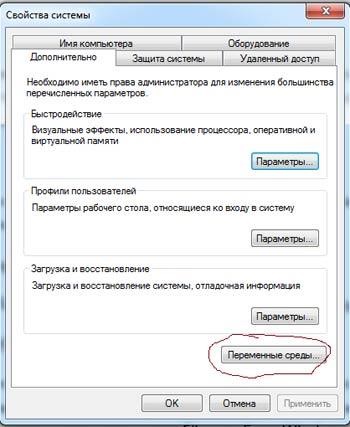 Свойства системы
Имя компьютера
Оборудование
Дополнительно
Защита системы
Удаленный доступ
Необходимо иметь права администратора для изменения большинства
перечисленных параметров.
Быстродействие
Визуальные эффекты, использование процессора, оперативной и
виртуальной памяти
Параметры...
Профили пользователей
Параметры рабочего стола, относящиеся ко входу в систему
Параметры...
Загрузка и восстановление
Загрузка и восстановление системы, отладочная информация
Параметры...
Переменные среды...
ОК
Отмена
Применить